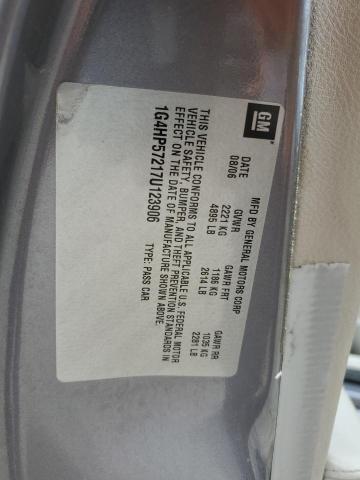 GM
MFD BY GENERAL MOTORS CORP
DATE GVWR GAWR FRT GAWR RR
08/06 2221 KG 1186 KG 1035 KG
4895 LB 2614 LB 2281 LB
THIS VEHICLE CONFORMS TO ALL APPLICABLE U.S. FEDERAL MOTOR
VEHICLE SAFETY, BUMPER, AND THEFT PREVENTION STANDARDS IN
EFFECT ON THE DATE OF MANUFACTURE SHOWN ABOVE.
1G4HP57217U123906 TYPE: PASS CAR